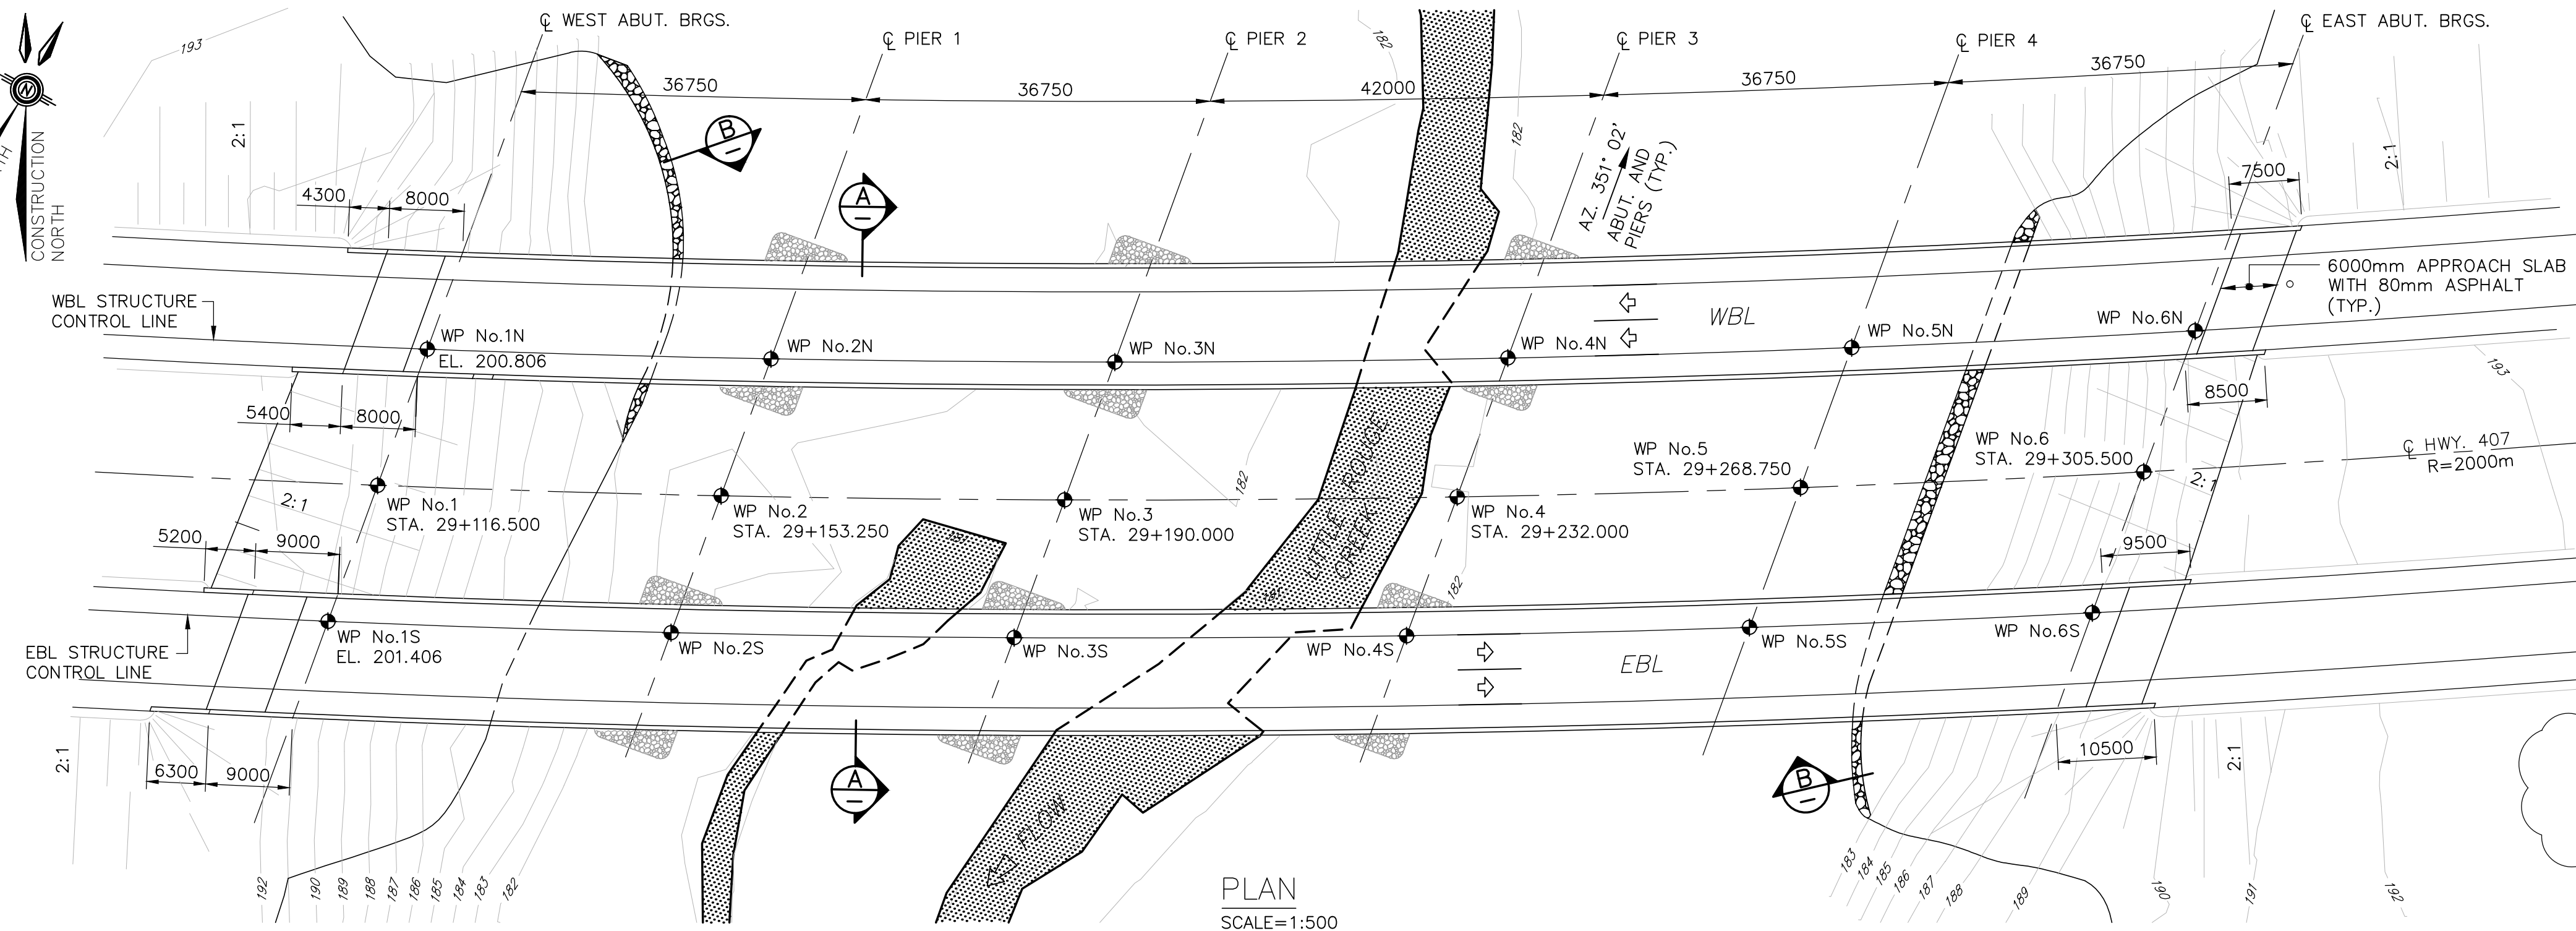 193
℄ WEST ABUT. BRGS.
℄ PIER 1
℄ PIER 2
182
℄ PIER 3
℄ PIER 4
℄ EAST ABUT. BRGS.
36750
36750
42000
36750
36750
N
CONSTRUCTION
NORTH
2:1
B
182
AZ. 351° 02'
ABUT. AND
PIERS (TYP.)
2:1
4300
8000
A
7500
6000mm APPROACH SLAB
WITH 80mm ASPHALT
(TYP.)
WBL STRUCTURE
CONTROL LINE
WBL
WP No.1N
EL. 200.806
WP No.2N
WP No.3N
WP No.4N
WP No.5N
WP No.6N
193
5400
8000
8500
LITTLE ROUGE
CREEK
182
WP No.5
STA. 29+268.750
WP No.6
STA. 29+305.500
℄ HWY. 407
R=2000m
2:1
2:1
WP No.1
STA. 29+116.500
WP No.2
STA. 29+153.250
WP No.3
STA. 29+190.000
WP No.4
STA. 29+232.000
5200
9000
9500
181
182
EBL STRUCTURE
CONTROL LINE
WP No.1S
EL. 201.406
WP No.2S
WP No.3S
WP No.4S
WP No.5S
WP No.6S
EBL
2:1
6300
9000
A
B
10500
2:1
FLOW
192
190
189
188
187
186
185
184
183
182
183
184
185
186
187
188
189
190
191
192
PLAN
SCALE=1:500